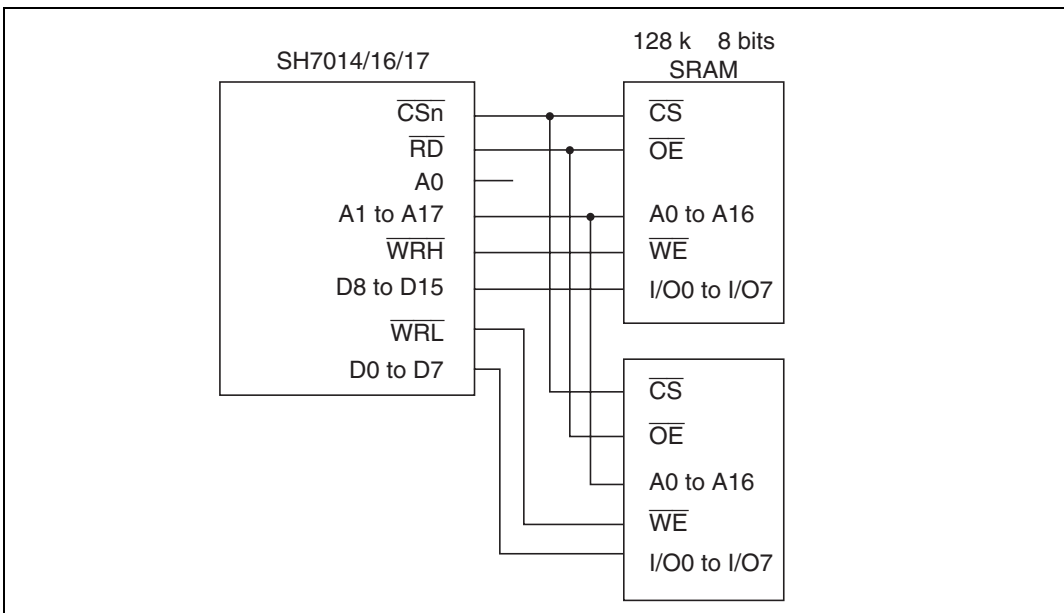 SH7014/16/17
CSn
RD
A0
A1 to A17
WRH
D8 to D15
WRL
D0 to D7
128 k 8 bits
SRAM
CS
OE
A0 to A16
WE
I/O0 to I/O7
CS
OE
A0 to A16
WE
I/O0 to I/O7